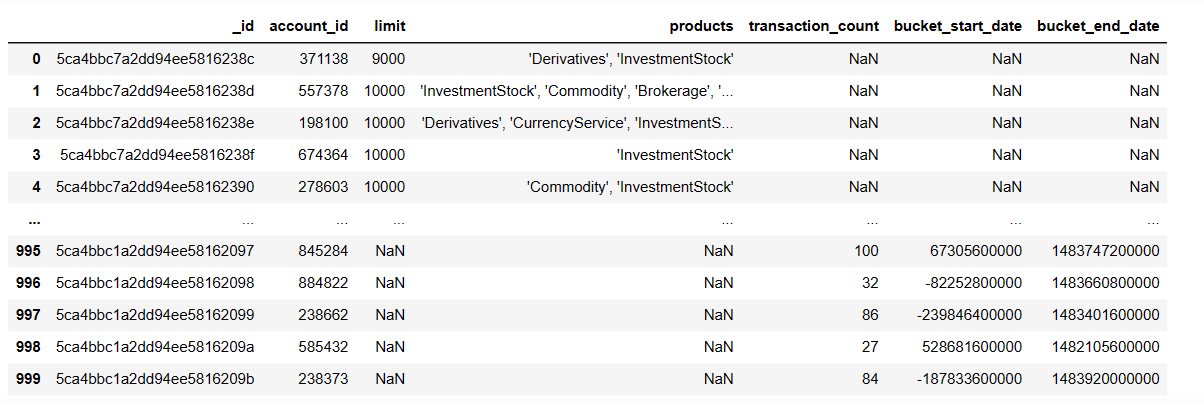 _id account_id limit products transaction_count bucket_start_date bucket_end_date
0 5ca4bbc7a2dd94ee5816238c 371138 9000 'Derivatives', 'InvestmentStock' NaN NaN NaN
1 5ca4bbc7a2dd94ee5816238d 557378 10000 'InvestmentStock', 'Commodity', 'Brokerage', '... NaN NaN NaN
2 5ca4bbc7a2dd94ee5816238e 198100 10000 'Derivatives', 'CurrencyService', 'InvestmentS... NaN NaN NaN
3 5ca4bbc7a2dd94ee5816238f 674364 10000 'InvestmentStock' NaN NaN NaN
4 5ca4bbc7a2dd94ee58162390 278603 10000 'Commodity', 'InvestmentStock' NaN NaN NaN
... ... ... ... ... ... ... ...
995 5ca4bbc1a2dd94ee58162097 845284 NaN NaN 100 67305600000 1483747200000
996 5ca4bbc1a2dd94ee58162098 884822 NaN NaN 32 -82252800000 1483660800000
997 5ca4bbc1a2dd94ee58162099 238662 NaN NaN 86 -239846400000 1483401600000
998 5ca4bbc1a2dd94ee5816209a 585432 NaN NaN 27 528681600000 1482105600000
999 5ca4bbc1a2dd94ee5816209b 238373 NaN NaN 84 -187833600000 1483920000000